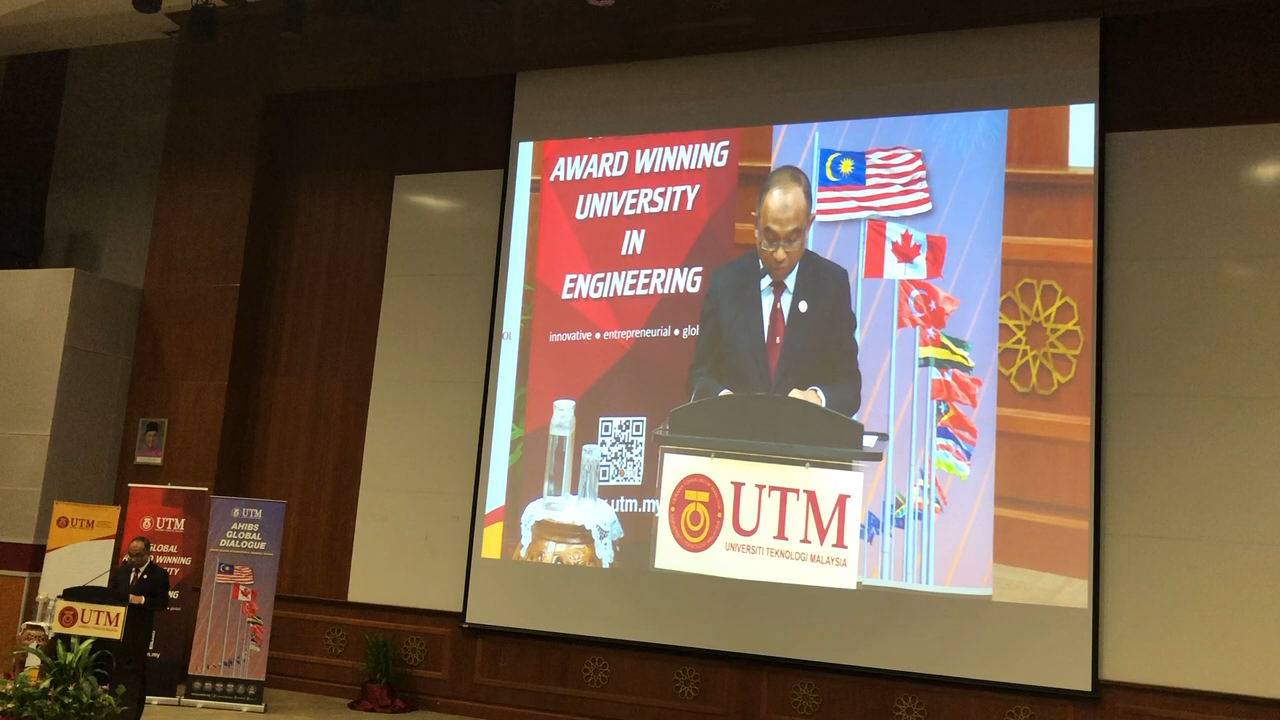 AWARD WINNING
UNIVERSITY
IN
ENGINEERING
innovative ● entrepreneurial ● glob
.utm.my
UTM
UNIVERSITI TEKNOLOGI MALAYSIA
UTM
UTM
GLOBAL
WINNING
UTM
AHIBS
GLOBAL
DIALOGUE
UTM